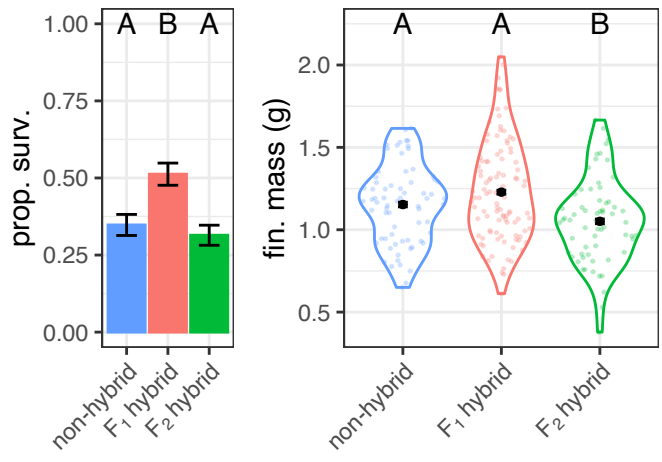 prop. surv.
1.00
0.75
0.50
0.25
0.00
A B A
non-hybrid
F₁ hybrid
F₂ hybrid
fin. mass (g)
2.0
1.5
1.0
0.5
A A B
non-hybrid
F₁ hybrid
F₂ hybrid